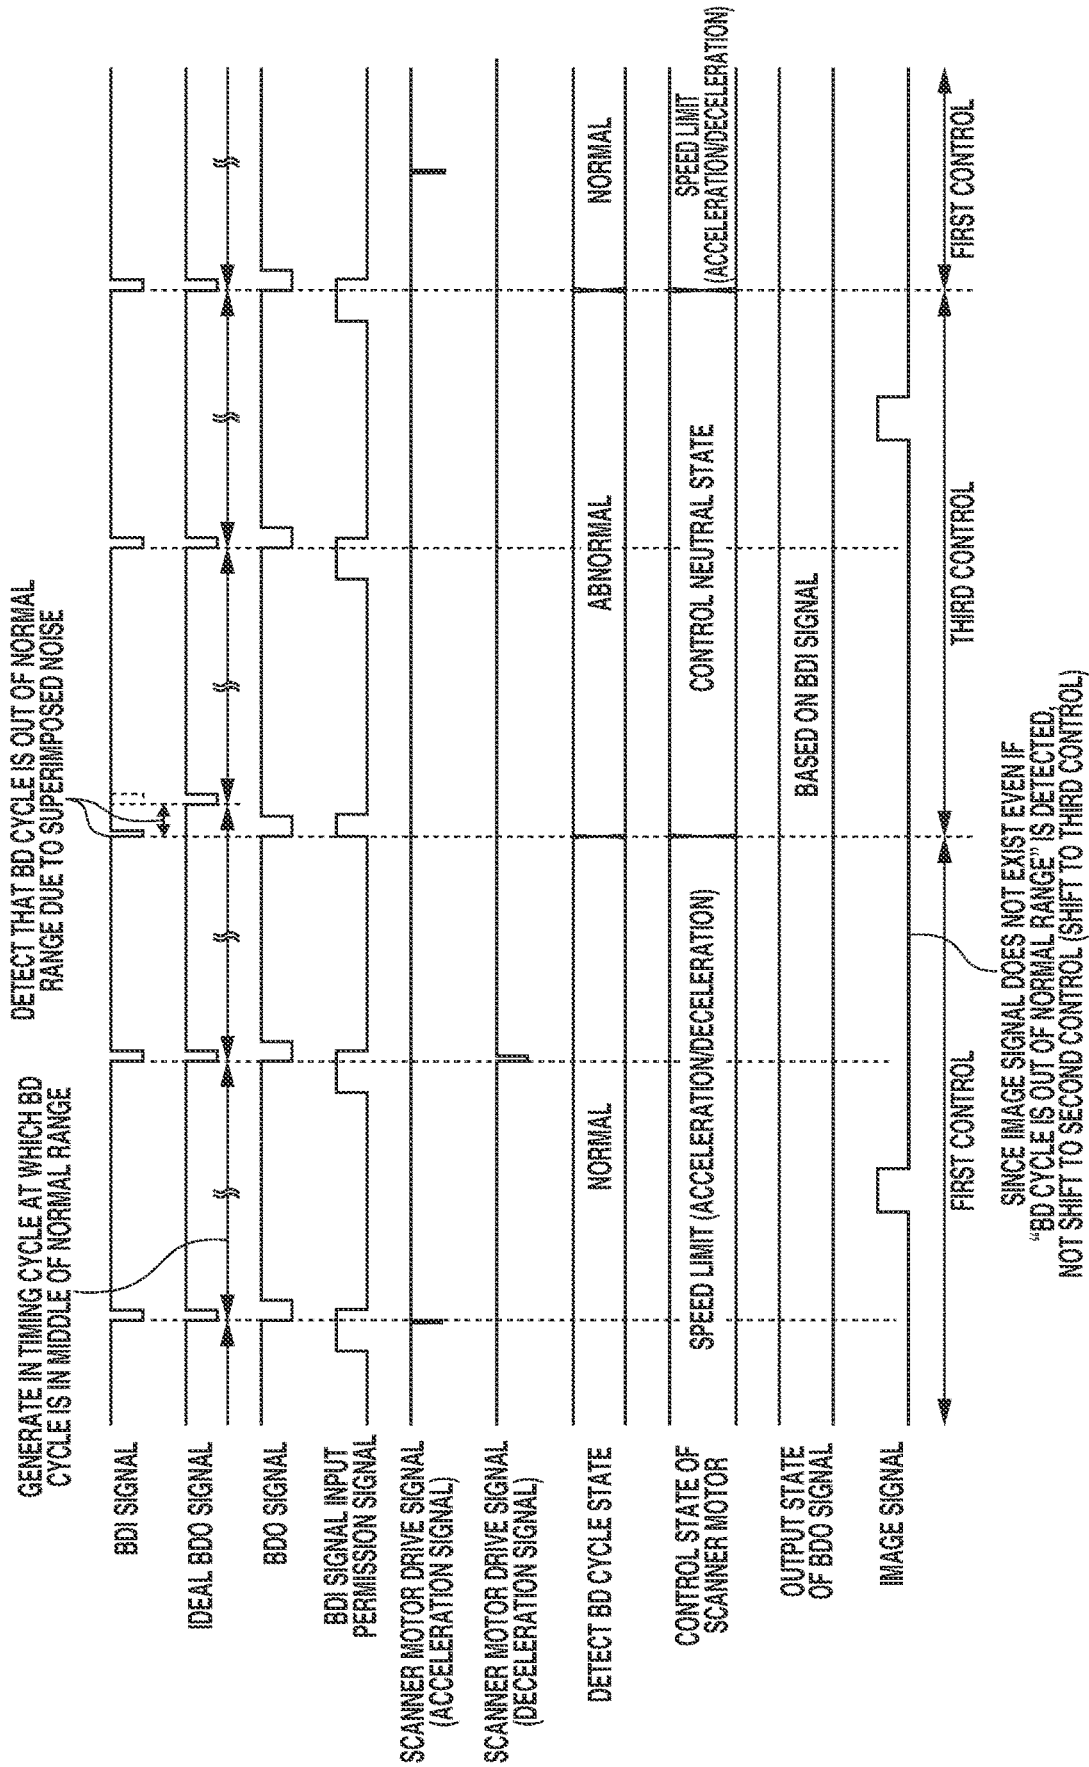 GENERATE IN TIMING CYCLE AT WHICH BD
CYCLE IS IN MIDDLE OF NORMAL RANGE
DETECT THAT BD CYCLE IS OUT OF NORMAL
RANGE DUE TO SUPERIMPOSED NOISE
BDI SIGNAL
IDEAL BDO SIGNAL
BDO SIGNAL
BDI SIGNAL INPUT
PERMISSION SIGNAL
SCANNER MOTOR DRIVE SIGNAL
(ACCELERATION SIGNAL)
SCANNER MOTOR DRIVE SIGNAL
(DECELERATION SIGNAL)
DETECT BD CYCLE STATE
NORMAL
ABNORMAL
NORMAL
CONTROL STATE OF
SCANNER MOTOR
SPEED LIMIT (ACCELERATION/DECELERATION)
CONTROL NEUTRAL STATE
SPEED LIMIT
(ACCELERATION/DECELERATION)
OUTPUT STATE
OF BDO SIGNAL
BASED ON BDI SIGNAL
IMAGE SIGNAL
FIRST CONTROL
THIRD CONTROL
FIRST CONTROL
SINCE IMAGE SIGNAL DOES NOT EXIST EVEN IF
"BD CYCLE IS OUT OF NORMAL RANGE" IS DETECTED,
NOT SHIFT TO SECOND CONTROL (SHIFT TO THIRD CONTROL)